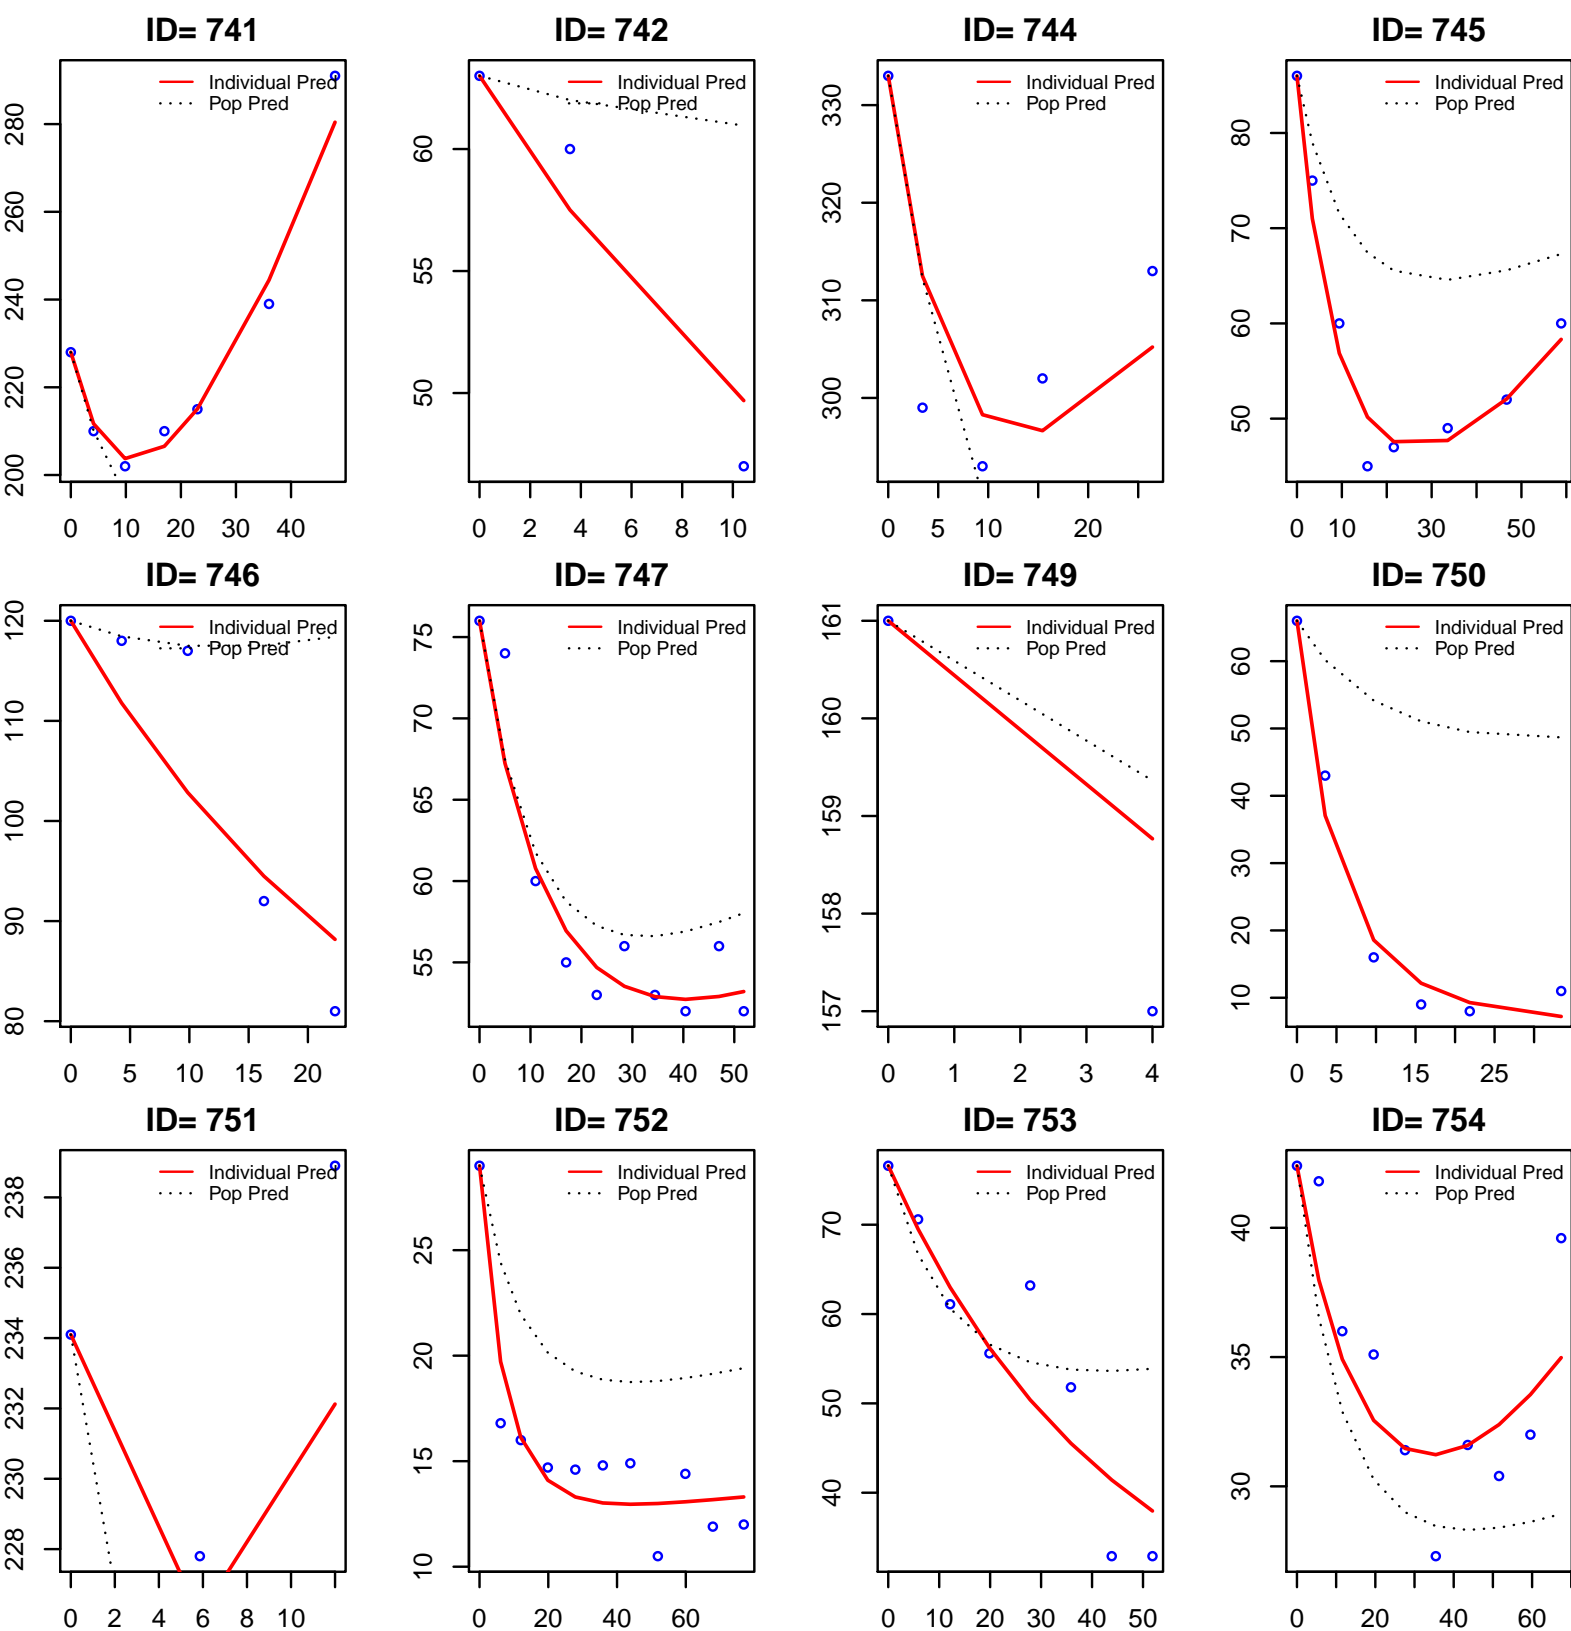 ID= 741
Individual Pred
Pop Pred
200 220 240 260 280
0 10 20 30 40
ID= 742
Individual Pred
Pop Pred
50 55 60
0 2 4 6 8 10
ID= 744
Individual Pred
Pop Pred
300 310 320 330
0 5 10 20
ID= 745
Individual Pred
Pop Pred
50 60 70 80
0 10 30 50
ID= 746
Individual Pred
Pop Pred
80 90 100 110 120
0 5 10 15 20
ID= 747
Individual Pred
Pop Pred
55 60 65 70 75
0 10 20 30 40 50
ID= 749
Individual Pred
Pop Pred
157 158 159 160 161
0 1 2 3 4
ID= 750
Individual Pred
Pop Pred
10 20 30 40 50 60
0 5 15 25
ID= 751
Individual Pred
Pop Pred
228 230 232 234 236 238
0 2 4 6 8 10
ID= 752
Individual Pred
Pop Pred
10 15 20 25
0 20 40 60
ID= 753
Individual Pred
Pop Pred
40 50 60 70
0 10 20 30 40 50
ID= 754
Individual Pred
Pop Pred
30 35 40
0 20 40 60